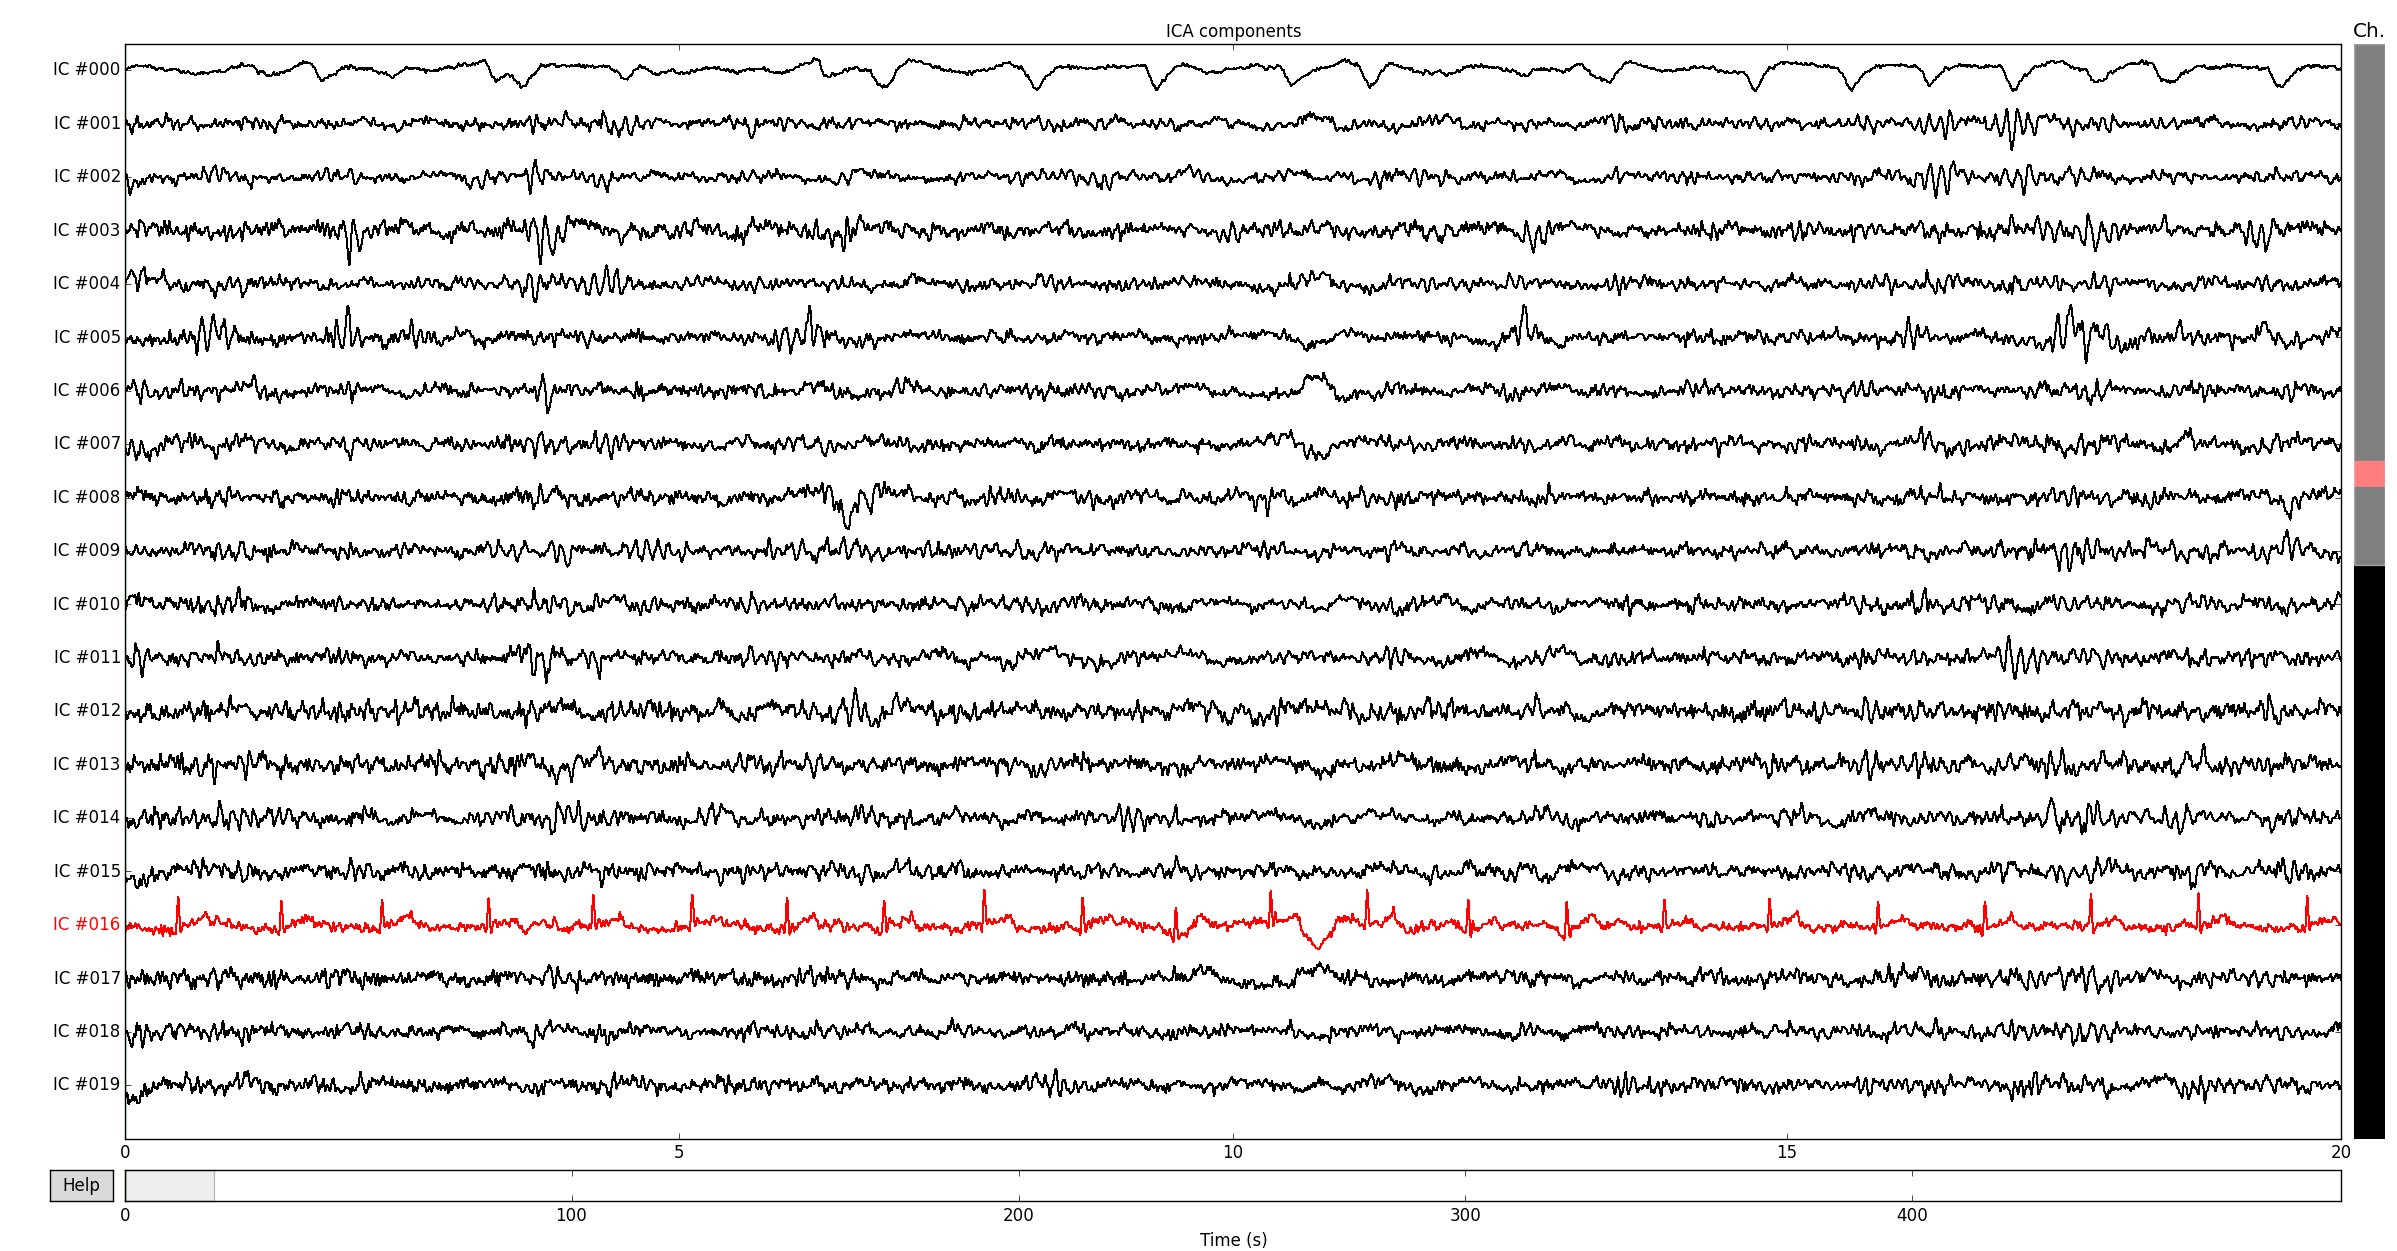 ICA components
Ch.
IC #000
IC #001
IC #002
IC #003
IC #004
IC #005
IC #006
IC #007
IC #008
IC #009
IC #010
IC #011
IC #012
IC #013
IC #014
IC #015
IC #016
IC #017
IC #018
IC #019
0 5 10 15 20
Help
0 100 200 300 400
Time (s)